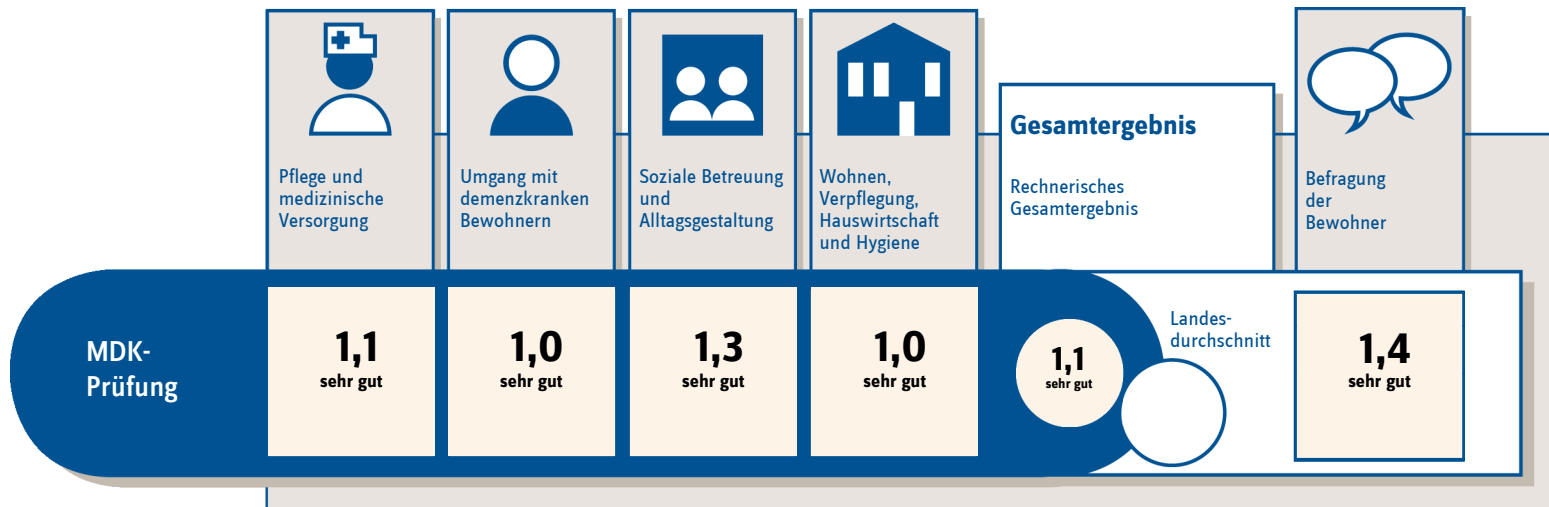 Pflege und
medizinische
Versorgung
Umgang mit
demenzkranken
Bewohnern
Soziale Betreuung
und
Alltagsgestaltung
Wohnen,
Verpflegung,
Hauswirtschaft
und Hygiene
Gesamtergebnis
Rechnerisches
Gesamtergebnis
Befragung
der
Bewohner
MDK-
Prüfung
1,1
sehr gut
1,0
sehr gut
1,3
sehr gut
1,0
sehr gut
1,1
sehr gut
Landes-
durchschnitt
1,4
sehr gut